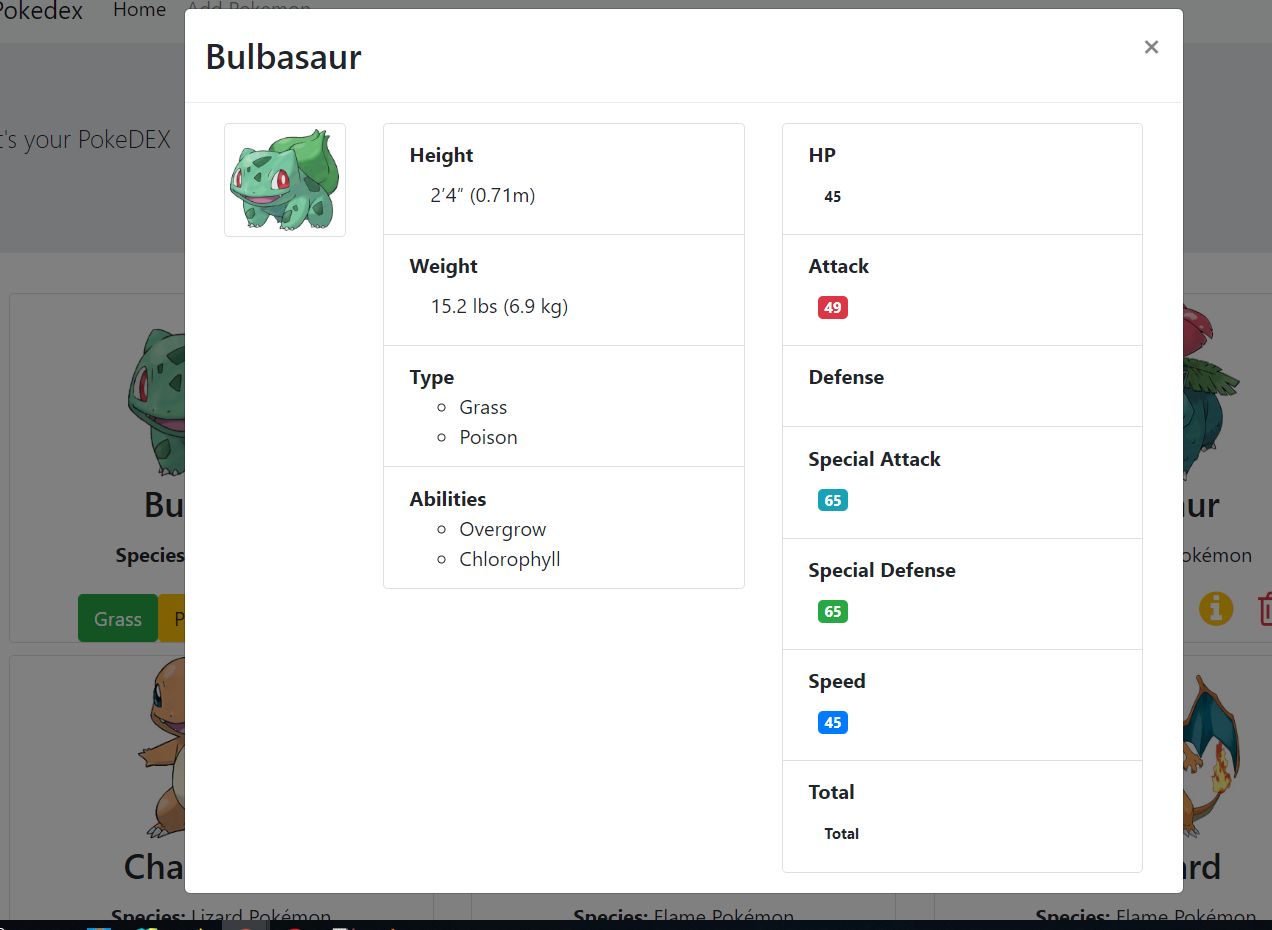 Pokedex Home Add Pokemon
Bulbasaur ×
t's your PokeDEX
Height
2′4″ (0.71m)
Weight
15.2 lbs (6.9 kg)
Type
Grass
Poison
Abilities
Overgrow
Chlorophyll
HP
45
Attack
49
Defense
Special Attack
65
Special Defense
65
Speed
45
Total
Total
Bu
Species
Grass P
ur
okémon
Cha
Species: Lizard Pokémon
Species: Flame Pokémon
ard
Species: Flame Pokémon